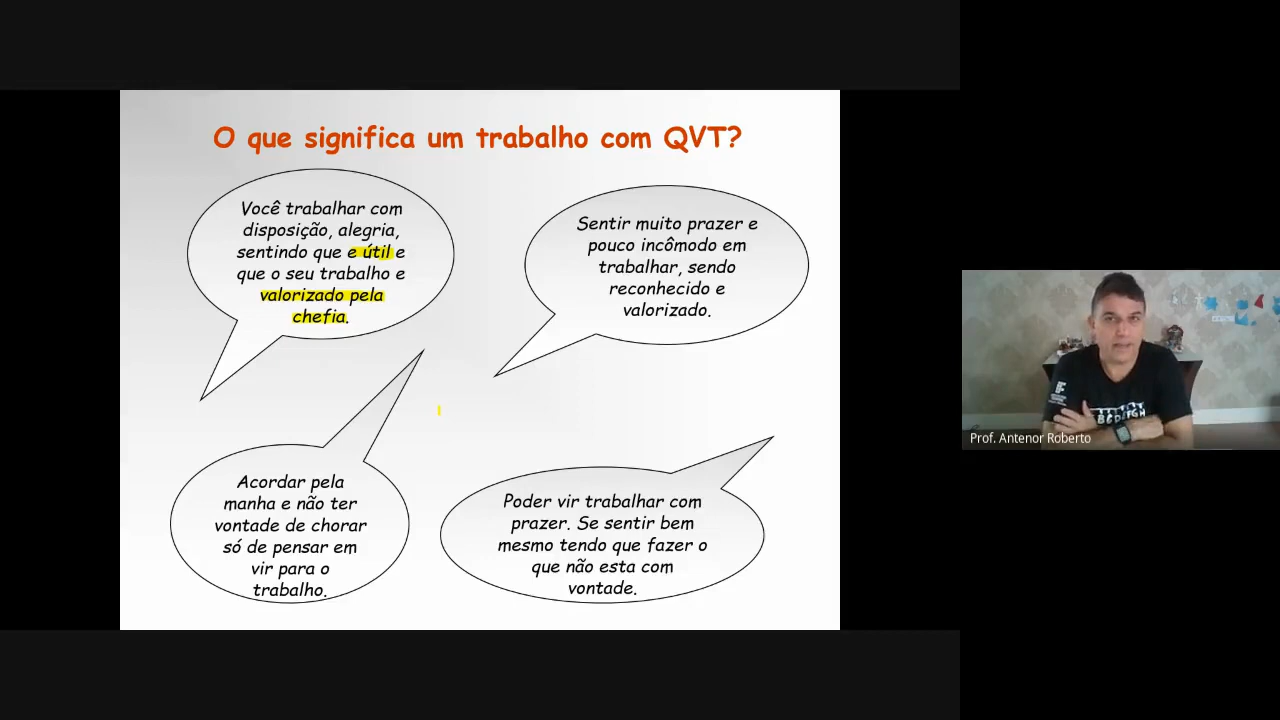 O que significa um trabalho com QVT?
Você trabalhar com
disposição, alegria,
sentindo que e útil e
que o seu trabalho e
valorizado pela
chefia.
Sentir muito prazer e
pouco incômodo em
trabalhar, sendo
reconhecido e
valorizado.
Acordar pela
manha e não ter
vontade de chorar
só de pensar em
vir para o
trabalho.
Poder vir trabalhar com
prazer. Se sentir bem
mesmo tendo que fazer o
que não esta com
vontade.
Prof. Antenor Roberto